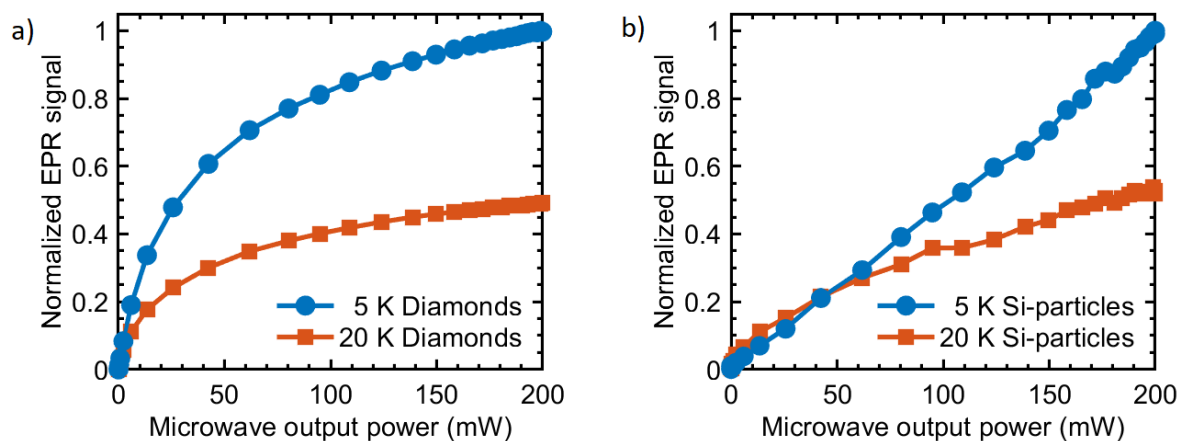 a)
Normalized EPR signal
1
0.8
0.6
0.4
0.2
0
5 K Diamonds
20 K Diamonds
0 50 100 150 200
Microwave output power (mW)
b)
Normalized EPR signal
1
0.8
0.6
0.4
0.2
0
5 K Si-particles
20 K Si-particles
0 50 100 150 200
Microwave output power (mW)